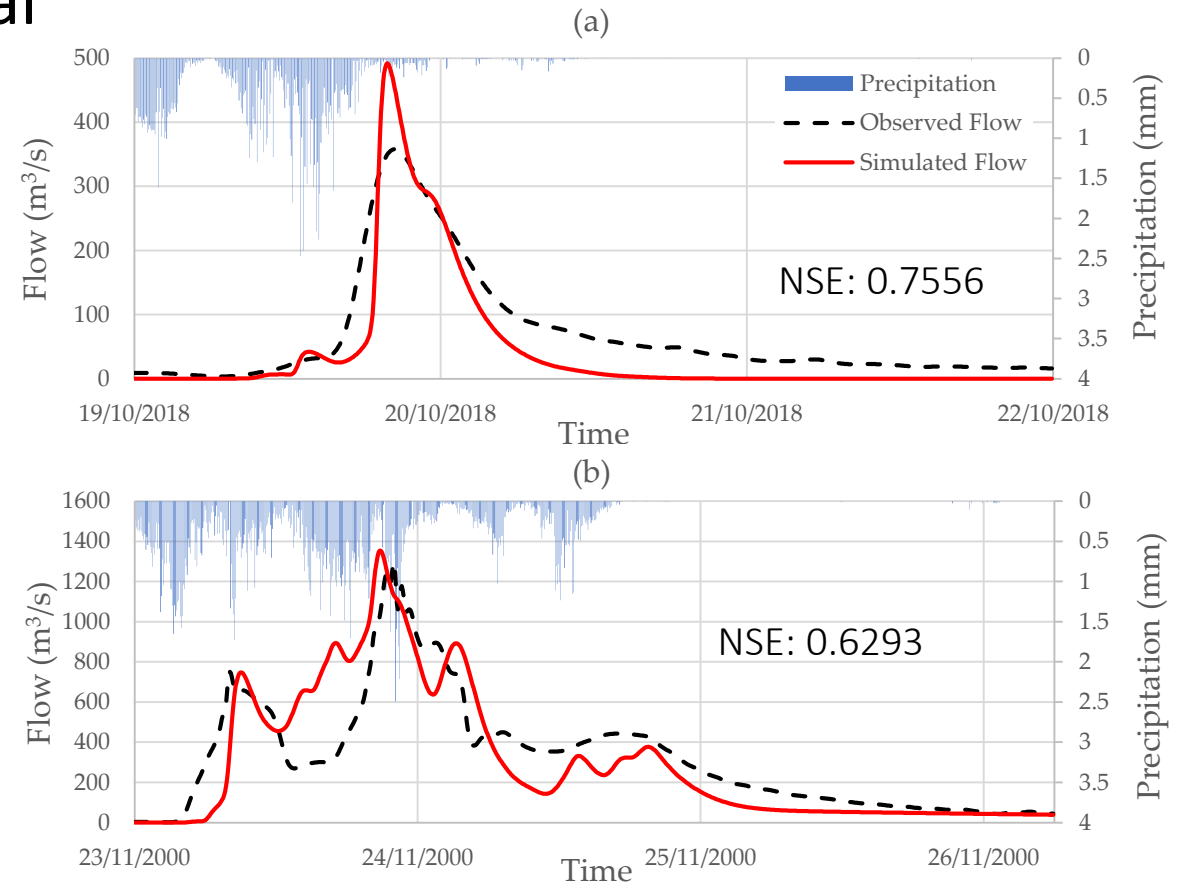 al
(a)
Flow (m³/s)
500
400
300
200
100
0
0
0.5
1
1.5
2
2.5
3
3.5
4
Precipitation (mm)
Precipitation
Observed Flow
Simulated Flow
NSE: 0.7556
19/10/2018 20/10/2018 21/10/2018 22/10/2018
Time
(b)
Flow (m³/s)
1600
1400
1200
1000
800
600
400
200
0
0
0.5
1
1.5
2
2.5
3
3.5
4
Precipitation (mm)
NSE: 0.6293
23/11/2000 24/11/2000 25/11/2000 26/11/2000
Time